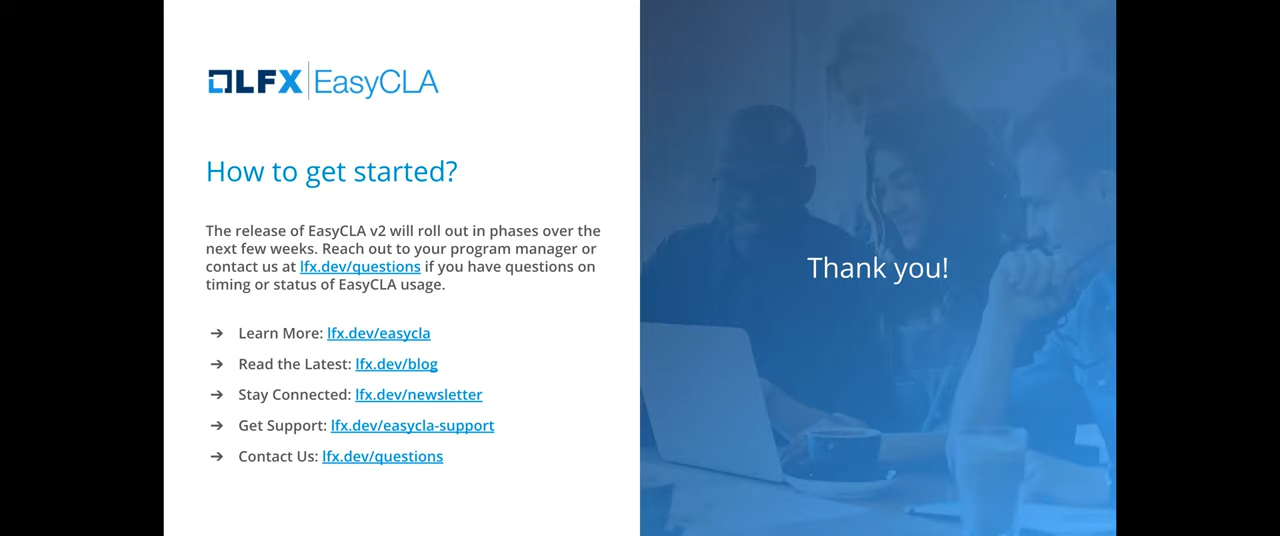 LFX | EasyCLA
How to get started?
The release of EasyCLA v2 will roll out in phases over the
next few weeks. Reach out to your program manager or
contact us at lfx.dev/questions if you have questions on
timing or status of EasyCLA usage.
➔ Learn More: lfx.dev/easycla
➔ Read the Latest: lfx.dev/blog
➔ Stay Connected: lfx.dev/newsletter
➔ Get Support: lfx.dev/easycla-support
➔ Contact Us: lfx.dev/questions
Thank you!